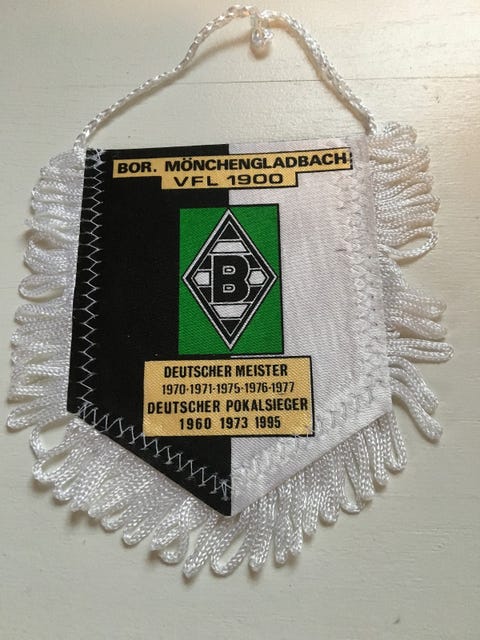 BOR. MÖNCHENGLADBACH
VFL 1900
B
DEUTSCHER MEISTER
1970-1971-1975-1976-1977
DEUTSCHER POKALSIEGER
1960 1973 1995